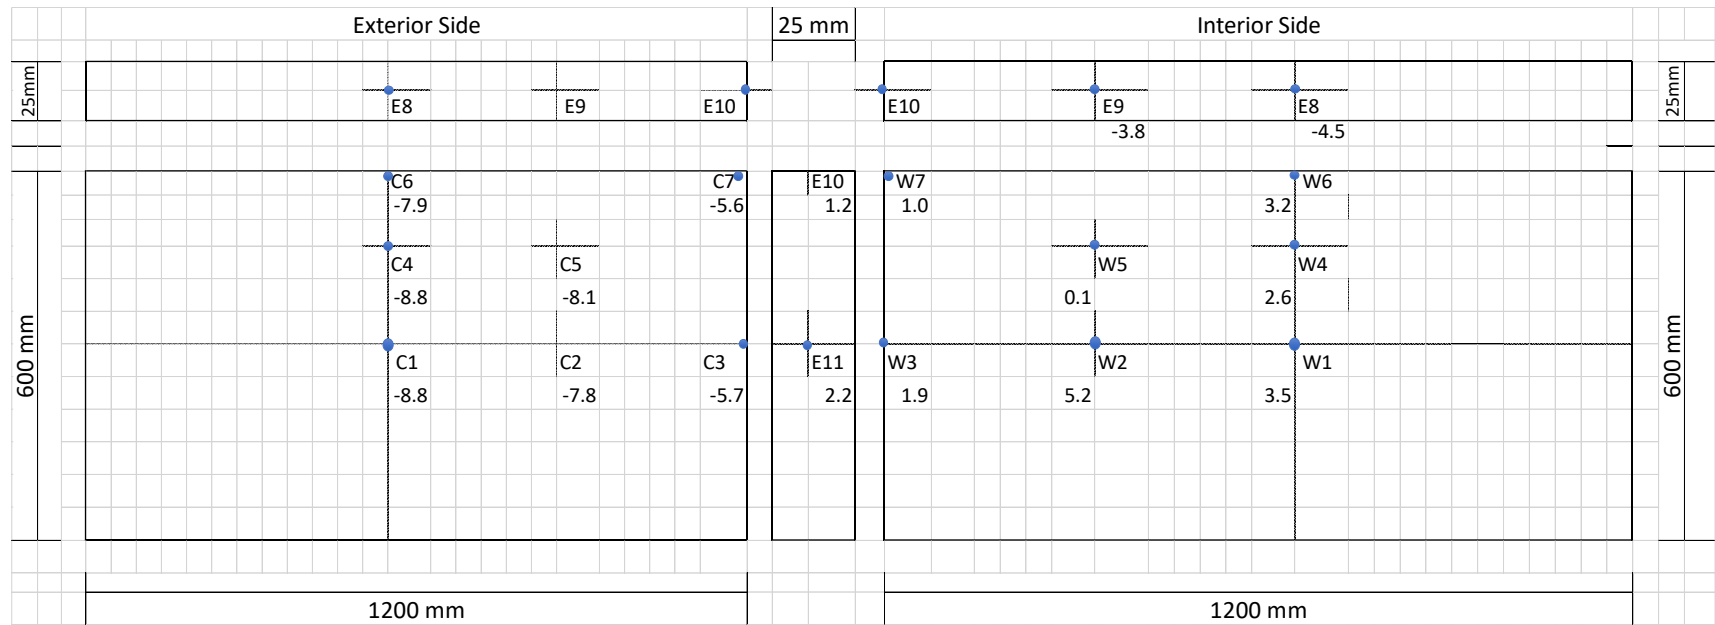 Exterior Side 25 mm Interior Side
25mm E8 E9 E10 E10 E9 E8 25mm
-3.8 -4.5
C6 C7 E10 W7 W6
-7.9 -5.6 1.2 1.0 3.2
C4 C5 W5 W4
-8.8 -8.1 0.1 2.6
600 mm C1 C2 C3 E11 W3 W2 W1 600 mm
-8.8 -7.8 -5.7 2.2 1.9 5.2 3.5
1200 mm 1200 mm